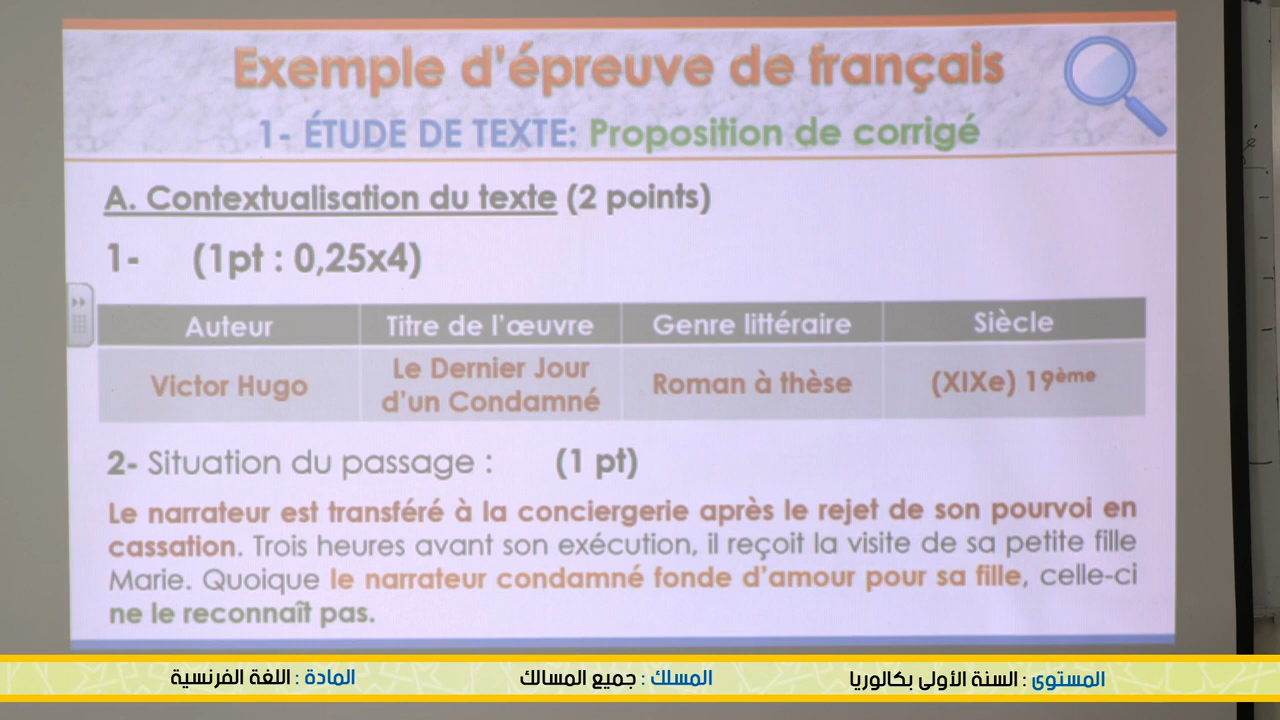 Exemple d'épreuve de français
1- ÉTUDE DE TEXTE: Proposition de corrigé
A. Contextualisation du texte (2 points)
1- (1pt : 0,25x4)
Auteur Titre de l'œuvre Genre littéraire Siècle
Victor Hugo Le Dernier Jour d'un Condamné Roman à thèse (XIXe) 19ème
2- Situation du passage : (1 pt)
Le narrateur est transféré à la conciergerie après le rejet de son pourvoi en
cassation. Trois heures avant son exécution, il reçoit la visite de sa petite fille
Marie. Quoique le narrateur condamné fonde d'amour pour sa fille, celle-ci
ne le reconnaît pas.
المستوى : السنة الأولى بكالوريا المسلك : جميع المسالك المادة : اللغة الفرنسية